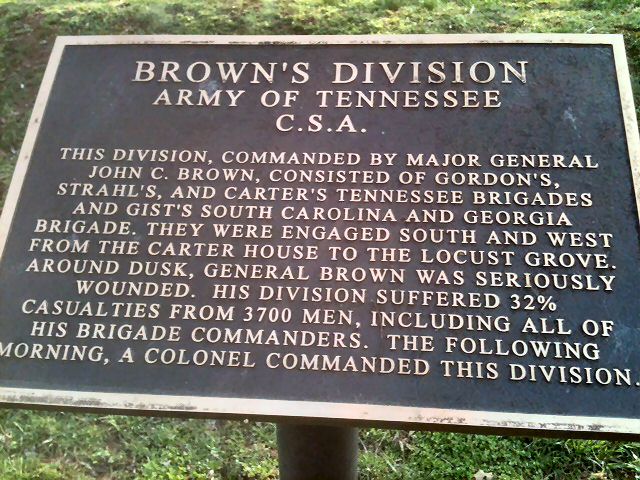 BROWN'S DIVISION
ARMY OF TENNESSEE
C.S.A.
THIS DIVISION, COMMANDED BY MAJOR GENERAL
JOHN C. BROWN, CONSISTED OF GORDON'S,
STRAHL'S, AND CARTER'S TENNESSEE BRIGADES
AND GIST'S SOUTH CAROLINA AND GEORGIA
BRIGADE. THEY WERE ENGAGED SOUTH AND WEST
FROM THE CARTER HOUSE TO THE LOCUST GROVE.
AROUND DUSK, GENERAL BROWN WAS SERIOUSLY
WOUNDED. HIS DIVISION SUFFERED 32%
CASUALTIES FROM 3700 MEN, INCLUDING ALL OF
HIS BRIGADE COMMANDERS. THE FOLLOWING
MORNING, A COLONEL COMMANDED THIS DIVISION.